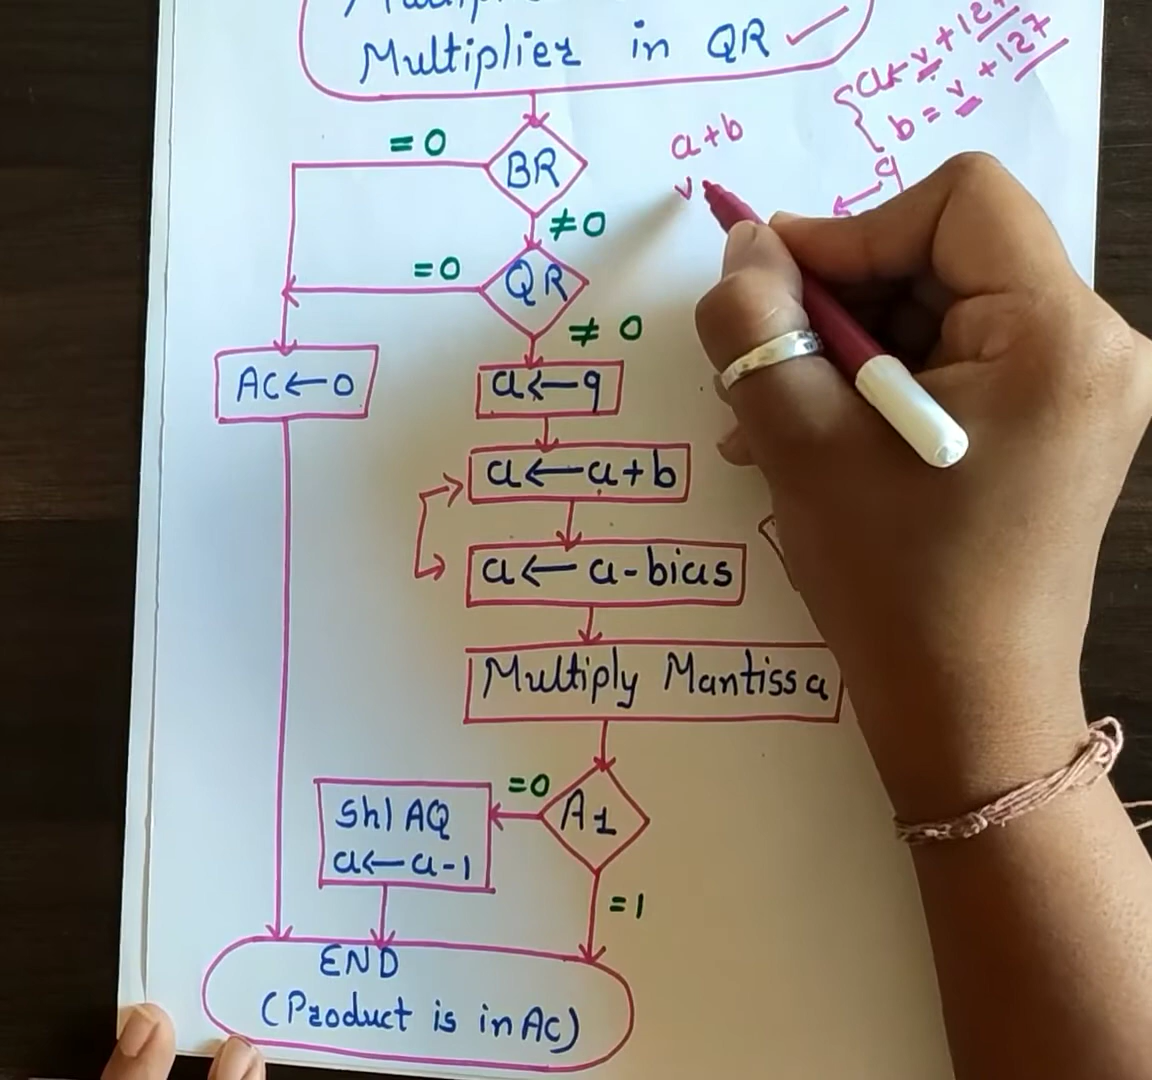 Multiplier in QR
a ← v + 127
b = v + 127
q
a+b
v
=0
BR
≠0
=0
QR
≠ 0
AC←0
a←q
a←a+b
a← a-bias
Multiply Mantissa
=0
Shl AQ
a←a-1
A1
=1
END
(Product is in AC)